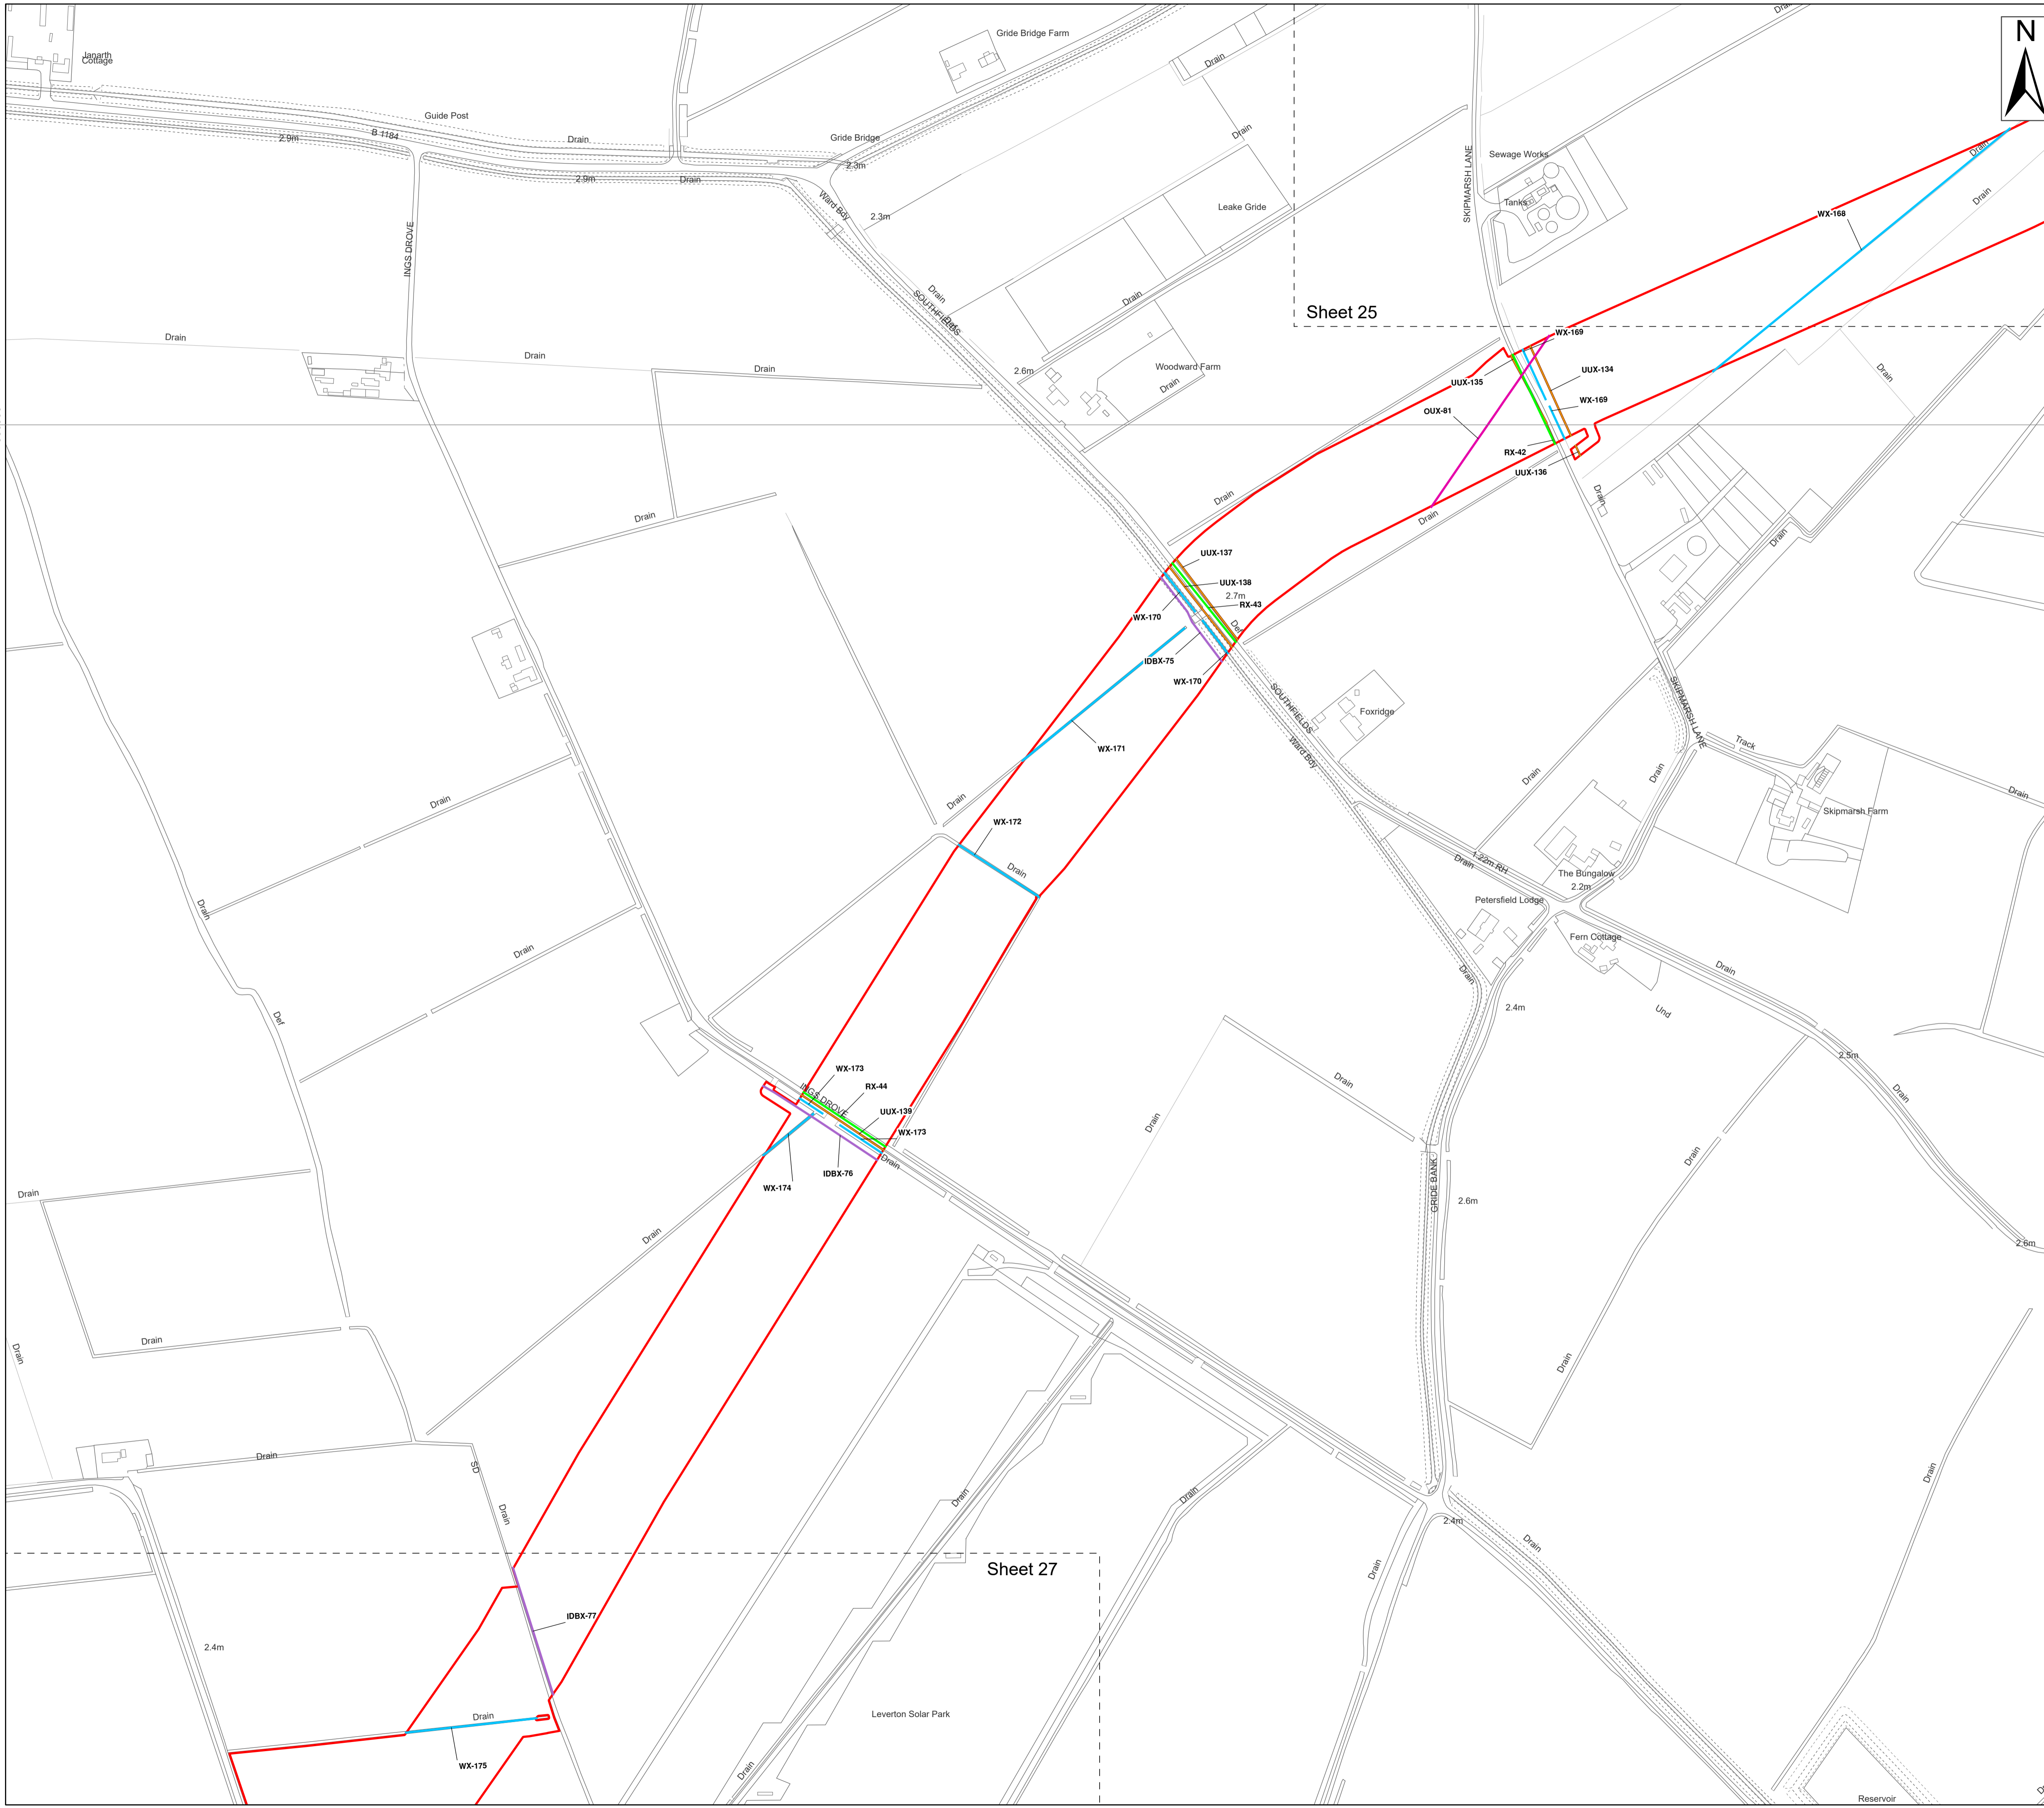 N
Janarth
Cottage
Gride Bridge Farm
Drain
Guide Post
B 1184
2.9m
Drain
Gride Bridge
2.3m
Drain
2.9m
Drain
Ward Bdy
2.3m
Leake Gride
SKIPMARSH LANE
Sewage Works
Tanks
Drain
Drain
WX-168
INGS DROVE
Drain
SOUTHFIELDS
Drain
Sheet 25
Drain
Drain
Drain
2.6m
Woodward Farm
Drain
WX-169
UUX-135
UUX-134
OUX-81
WX-169
Drain
RX-42
UUX-136
Drain
Drain
Drain
Drain
Drain
UUX-137
UUX-138
2.7m
RX-43
WX-170
Def
IDBX-75
WX-170
SOUTHFIELDS
Foxridge
Ward Bdy
SKIPMARSH LANE
Track
WX-171
Drain
Drain
Drain
Drain
Drain
Skipmarsh Farm
WX-172
Drain
1.22m RH
Drain
The Bungalow
2.2m
Petersfield Lodge
Fern Cottage
Drain
Drain
Drain
Drain
Def
2.4m
Und
2.5m
WX-173
RX-44
INGS DROVE
UUX-139
WX-173
Drain
IDBX-76
WX-174
Drain
Drain
Drain
Drain
GRIDE BANK
2.6m
Drain
Drain
2.6m
Drain
Drain
Drain
Drain
Drain
SD
Drain
Drain
Drain
Drain
2.4m
Drain
Drain
Sheet 27
Drain
IDBX-77
2.4m
Drain
WX-175
Leverton Solar Park
Drain
Reservoir